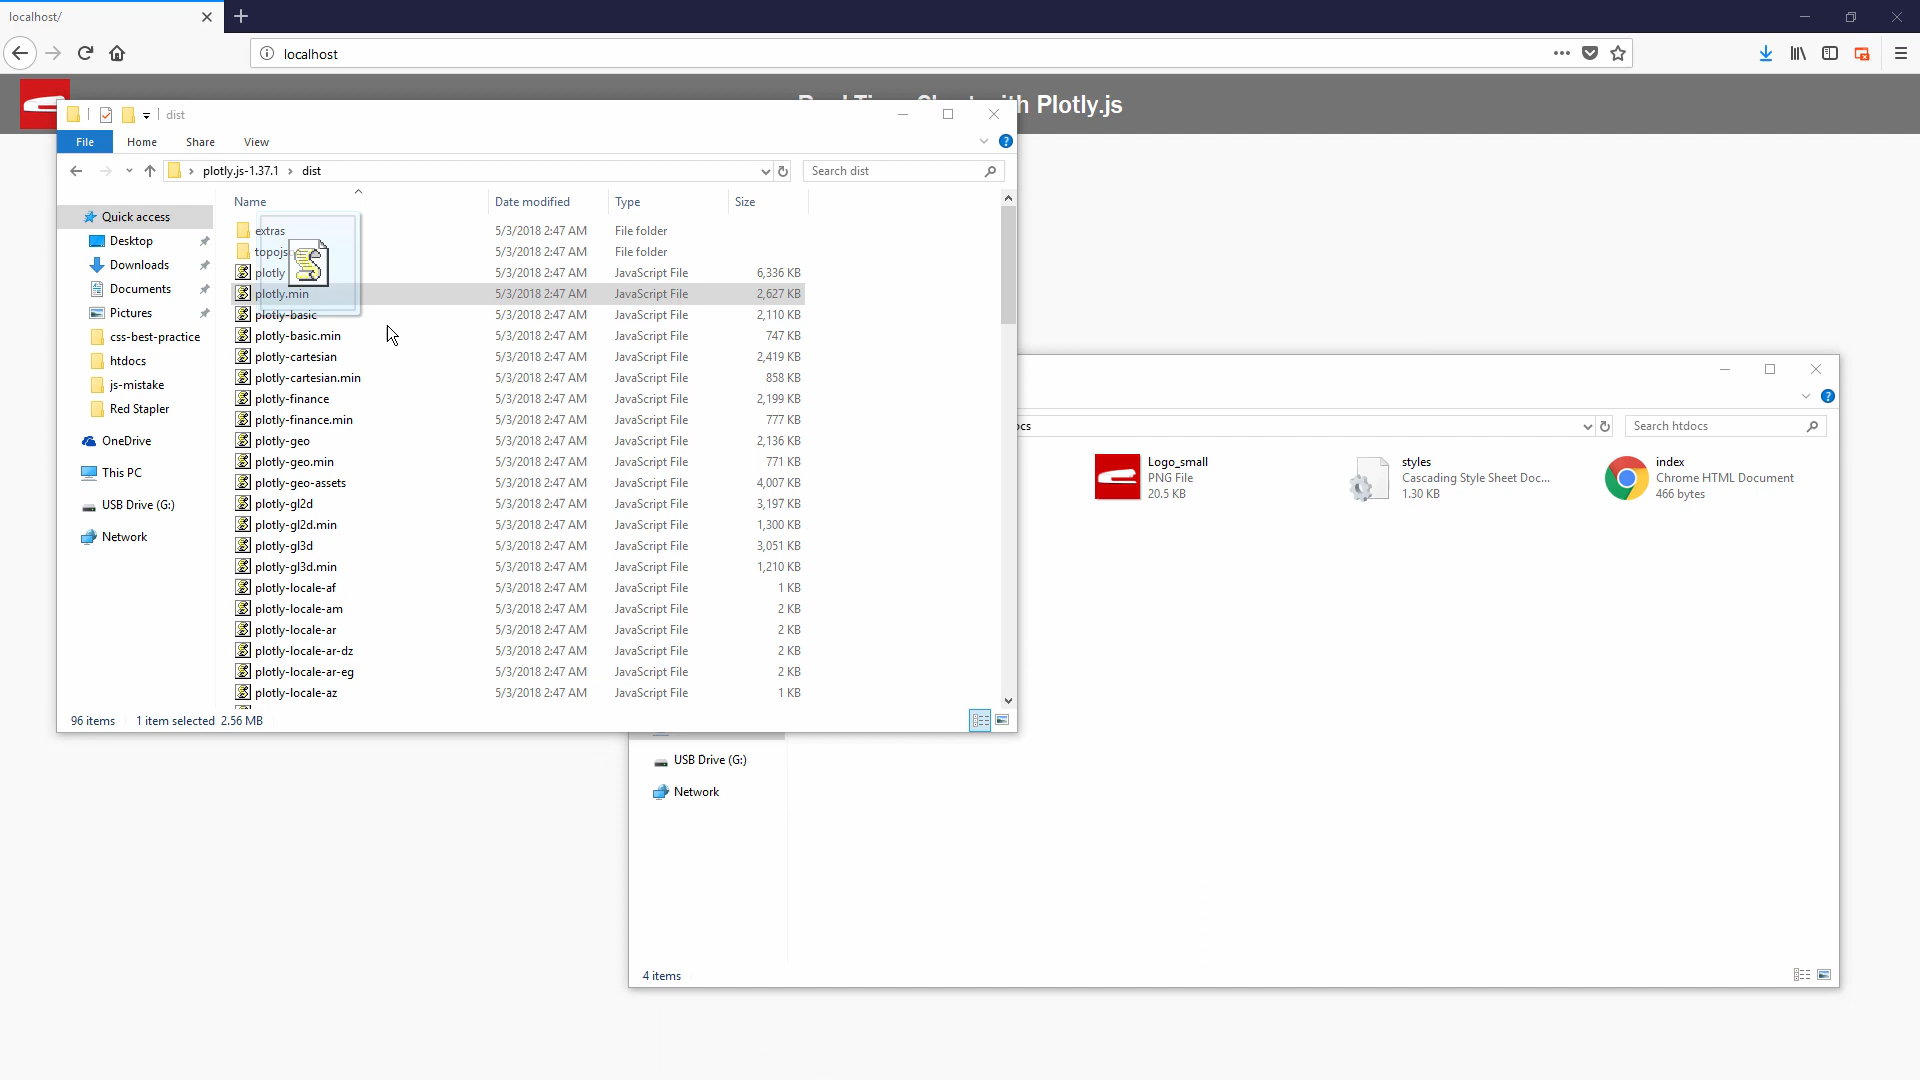 localhost/
localhost
with Plotly.js
dist
File Home Share View
plotly.js-1.37.1 dist
Search dist
Name Date modified Type Size
Quick access
Desktop
Downloads
Documents
Pictures
css-best-practice
htdocs
js-mistake
Red Stapler
OneDrive
This PC
USB Drive (G:)
Network
extras 5/3/2018 2:47 AM File folder
5/3/2018 2:47 AM File folder
plotly 5/3/2018 2:47 AM JavaScript File 6,336 KB
plotly.min 5/3/2018 2:47 AM JavaScript File 2,627 KB
plotly-basic 5/3/2018 2:47 AM JavaScript File 2,110 KB
plotly-basic.min 5/3/2018 2:47 AM JavaScript File 747 KB
plotly-cartesian 5/3/2018 2:47 AM JavaScript File 2,419 KB
plotly-cartesian.min 5/3/2018 2:47 AM JavaScript File 858 KB
plotly-finance 5/3/2018 2:47 AM JavaScript File 2,199 KB
plotly-finance.min 5/3/2018 2:47 AM JavaScript File 777 KB
plotly-geo 5/3/2018 2:47 AM JavaScript File 2,136 KB
plotly-geo.min 5/3/2018 2:47 AM JavaScript File 771 KB
plotly-geo-assets 5/3/2018 2:47 AM JavaScript File 4,007 KB
plotly-gl2d 5/3/2018 2:47 AM JavaScript File 3,197 KB
plotly-gl2d.min 5/3/2018 2:47 AM JavaScript File 1,300 KB
plotly-gl3d 5/3/2018 2:47 AM JavaScript File 3,051 KB
plotly-gl3d.min 5/3/2018 2:47 AM JavaScript File 1,210 KB
plotly-locale-af 5/3/2018 2:47 AM JavaScript File 1 KB
plotly-locale-am 5/3/2018 2:47 AM JavaScript File 2 KB
plotly-locale-ar 5/3/2018 2:47 AM JavaScript File 2 KB
plotly-locale-ar-dz 5/3/2018 2:47 AM JavaScript File 2 KB
plotly-locale-ar-eg 5/3/2018 2:47 AM JavaScript File 2 KB
plotly-locale-az 5/3/2018 2:47 AM JavaScript File 1 KB
96 items 1 item selected 2.56 MB
Search htdocs
Logo_small
PNG File
20.5 KB
styles
Cascading Style Sheet Doc...
1.30 KB
index
Chrome HTML Document
466 bytes
USB Drive (G:)
Network
4 items